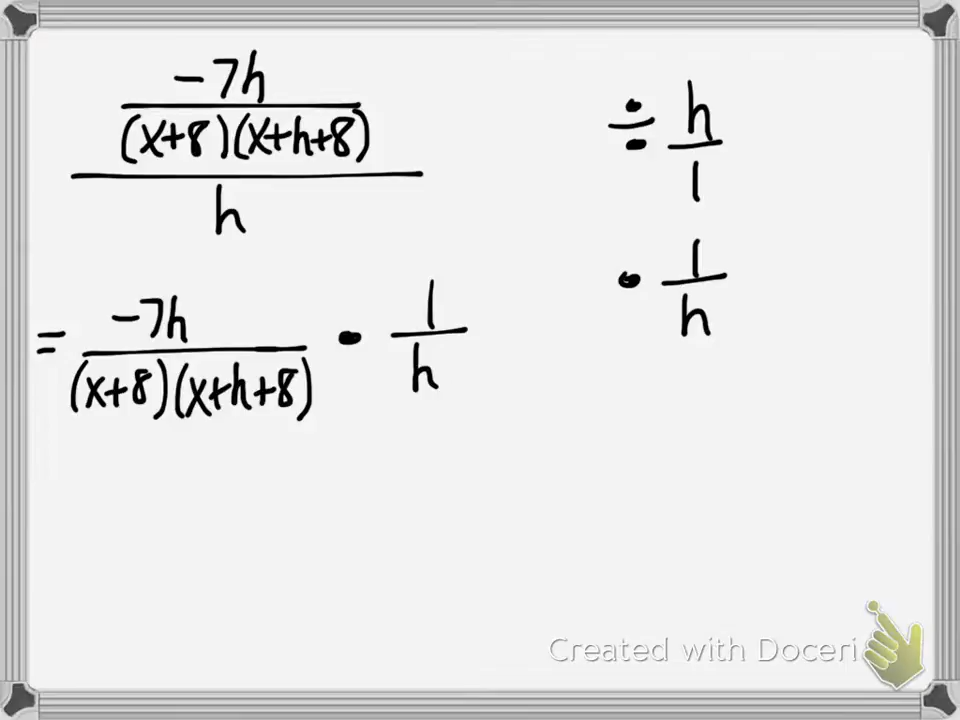 -7h
(x+8)(x+h+8)
h
÷ h
1
• 1
h
= -7h
(x+8)(x+h+8)
• 1
h
Created with Doceri